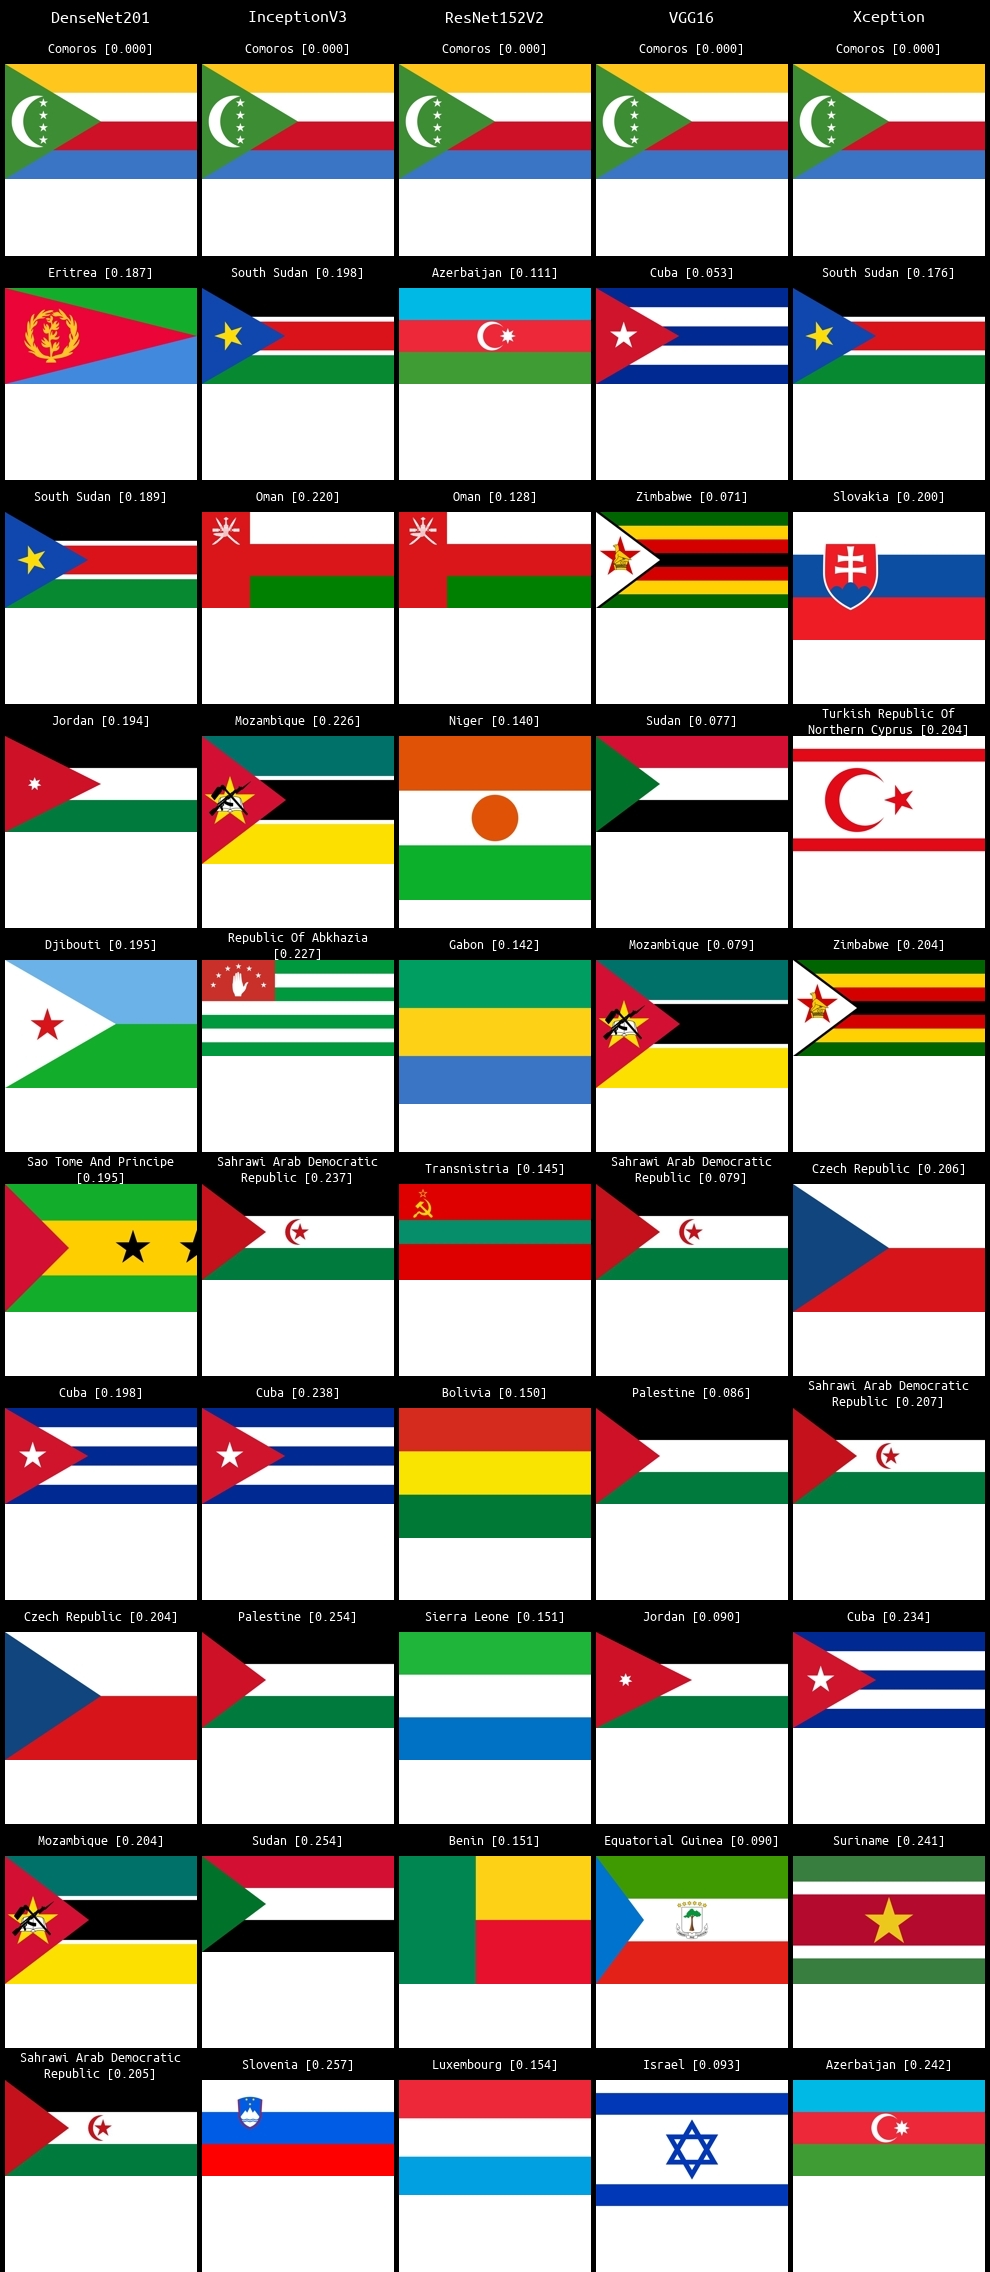 DenseNet201 InceptionV3 ResNet152V2 VGG16 Xception
Comoros [0.000] Comoros [0.000] Comoros [0.000] Comoros [0.000] Comoros [0.000]
Eritrea [0.187] South Sudan [0.198] Azerbaijan [0.111] Cuba [0.053] South Sudan [0.176]
South Sudan [0.189] Oman [0.220] Oman [0.128] Zimbabwe [0.071] Slovakia [0.200]
Jordan [0.194] Mozambique [0.226] Niger [0.140] Sudan [0.077] Turkish Republic Of
Northern Cyprus [0.204]
Djibouti [0.195] Republic Of Abkhazia
[0.227] Gabon [0.142] Mozambique [0.079] Zimbabwe [0.204]
Sao Tome And Principe
[0.195] Sahrawi Arab Democratic
Republic [0.237] Transnistria [0.145] Sahrawi Arab Democratic
Republic [0.079] Czech Republic [0.206]
Cuba [0.198] Cuba [0.238] Bolivia [0.150] Palestine [0.086] Sahrawi Arab Democratic
Republic [0.207]
Czech Republic [0.204] Palestine [0.254] Sierra Leone [0.151] Jordan [0.090] Cuba [0.234]
Mozambique [0.204] Sudan [0.254] Benin [0.151] Equatorial Guinea [0.090] Suriname [0.241]
Sahrawi Arab Democratic
Republic [0.205] Slovenia [0.257] Luxembourg [0.154] Israel [0.093] Azerbaijan [0.242]